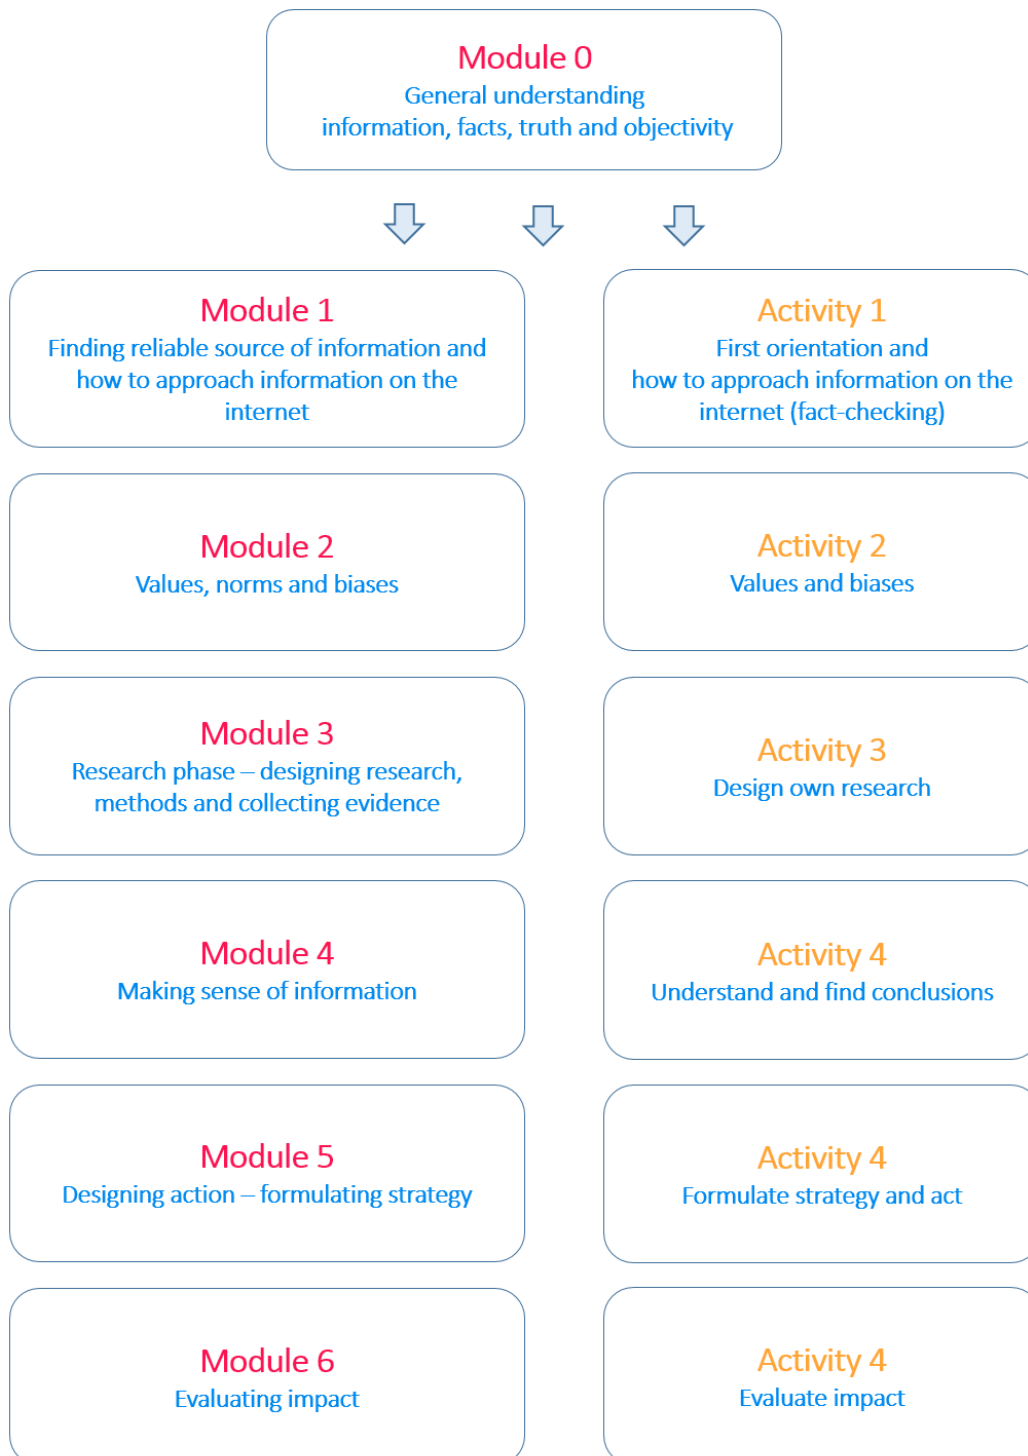 Module 0
General understanding
information, facts, truth and objectivity
Module 1
Finding reliable source of information and
how to approach information on the
internet
Activity 1
First orientation and
how to approach information on the
internet (fact-checking)
Module 2
Values, norms and biases
Activity 2
Values and biases
Module 3
Research phase – designing research,
methods and collecting evidence
Activity 3
Design own research
Module 4
Making sense of information
Activity 4
Understand and find conclusions
Module 5
Designing action – formulating strategy
Activity 4
Formulate strategy and act
Module 6
Evaluating impact
Activity 4
Evaluate impact